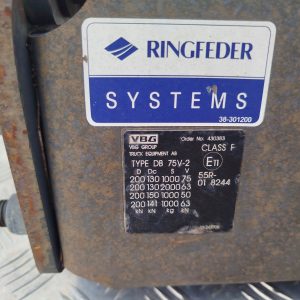 RINGFEDER
SYSTEMS
38-301200
VBG Order No. 430383
VBG GROUP CLASS F
TRUCK EQUIPMENT AB
TYPE DB 75V-2 E11
D Dc S V 55R-
200 130 1000 75 01 8244
200 130 2000 63
200 150 1000 50
200 141 1000 63
kN kN kg kN